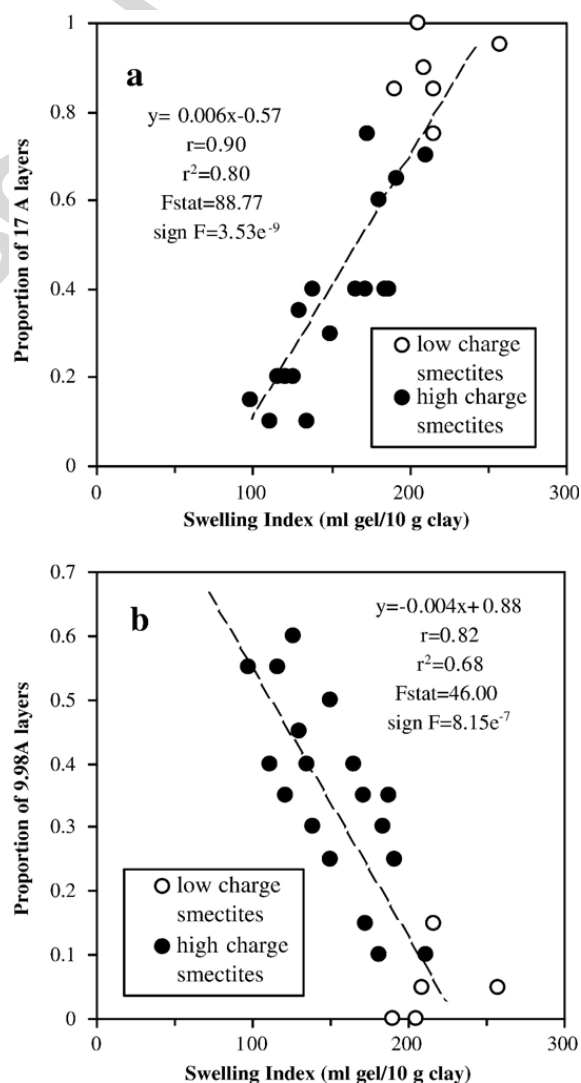 a
y= 0.006x-0.57
r=0.90
r²=0.80
Fstat=88.77
sign F=3.53e⁻⁹
low charge
smectites
high charge
smectites
1
0.8
0.6
0.4
0.2
0
0
100
200
300
Proportion of 17 A layers
Swelling Index (ml gel/10 g clay)
b
y=-0.004x+0.88
r=0.82
r²=0.68
Fstat=46.00
sign F=8.15e⁻⁷
low charge
smectites
high charge
smectites
0.7
0.6
0.5
0.4
0.3
0.2
0.1
0
0
100
200
300
Proportion of 9.98A layers
Swelling Index (ml gel/10 g clay)